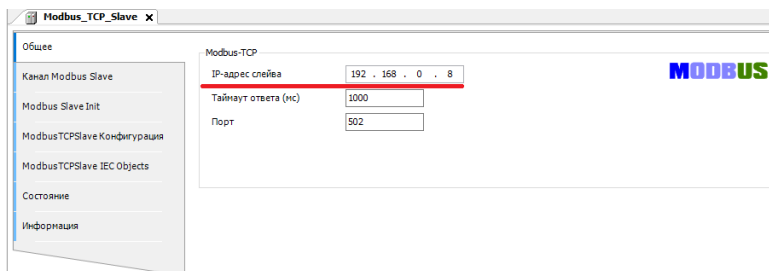 Modbus_TCP_Slave x
Общее
Канал Modbus Slave
Modbus Slave Init
ModbusTCPSlave Конфигурация
ModbusTCPSlave IEC Objects
Состояние
Информация
Modbus-TCP
IP-адрес слейва 192 . 168 . 0 . 8
Таймаут ответа (мс) 1000
Порт 502
MODBUS